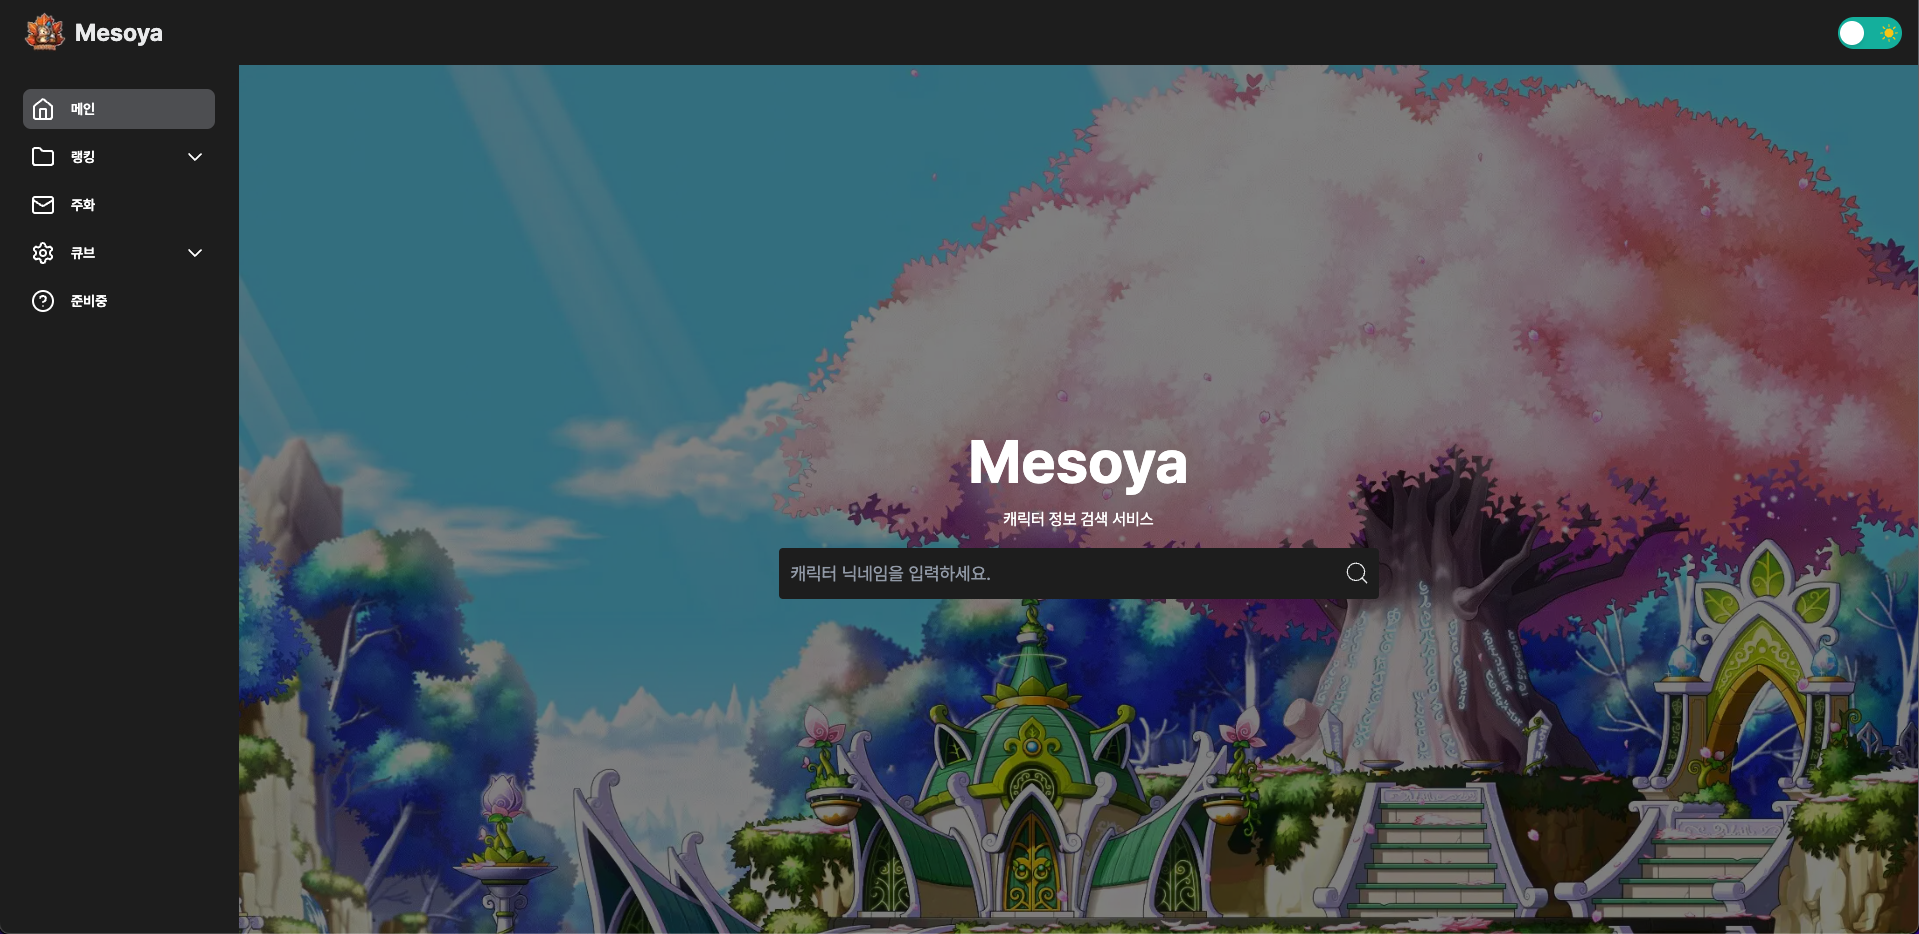 Mesoya
메인
랭킹
주화
큐브
준비중
Mesoya
캐릭터 정보 검색 서비스
캐릭터 닉네임을 입력하세요.